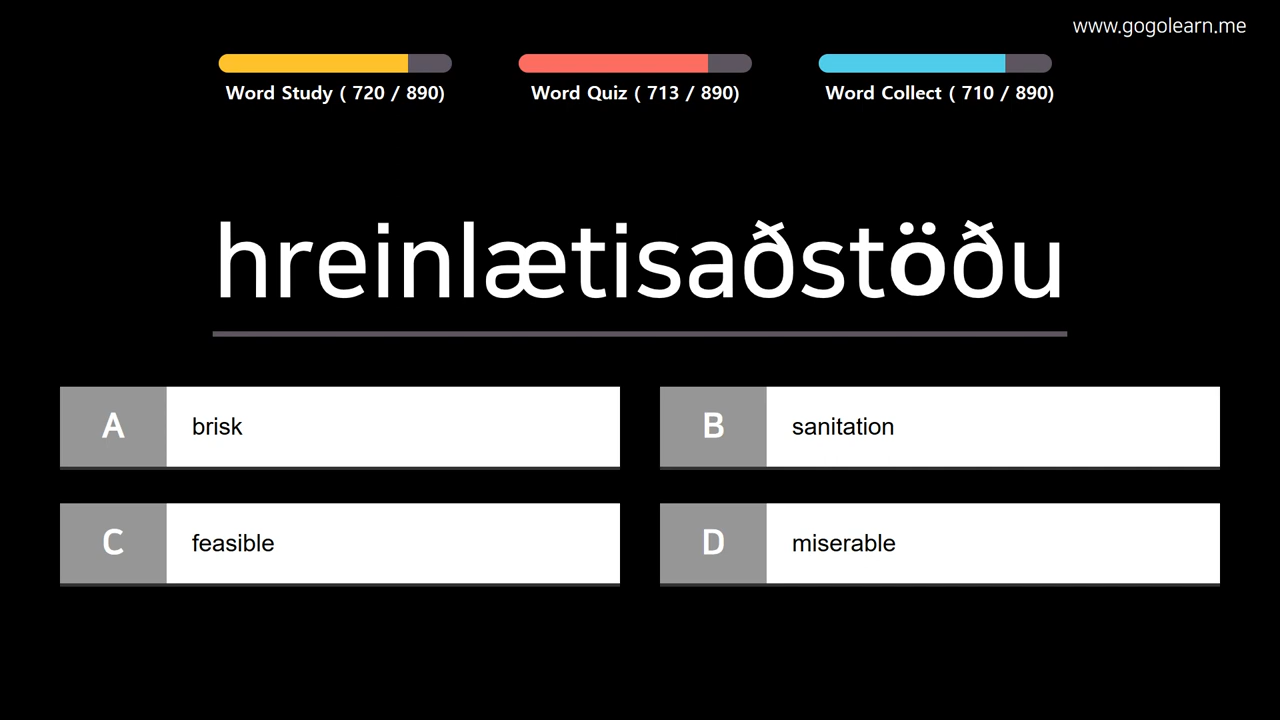 www.gogolearn.me
Word Study ( 720 / 890)
Word Quiz ( 713 / 890)
Word Collect ( 710 / 890)
hreinlætisaðstöðu
A brisk
B sanitation
C feasible
D miserable